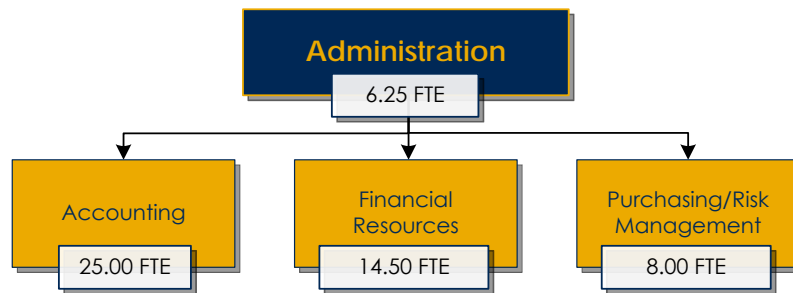 Administration
6.25 FTE
Accounting
25.00 FTE
Financial
Resources
14.50 FTE
Purchasing/Risk
Management
8.00 FTE